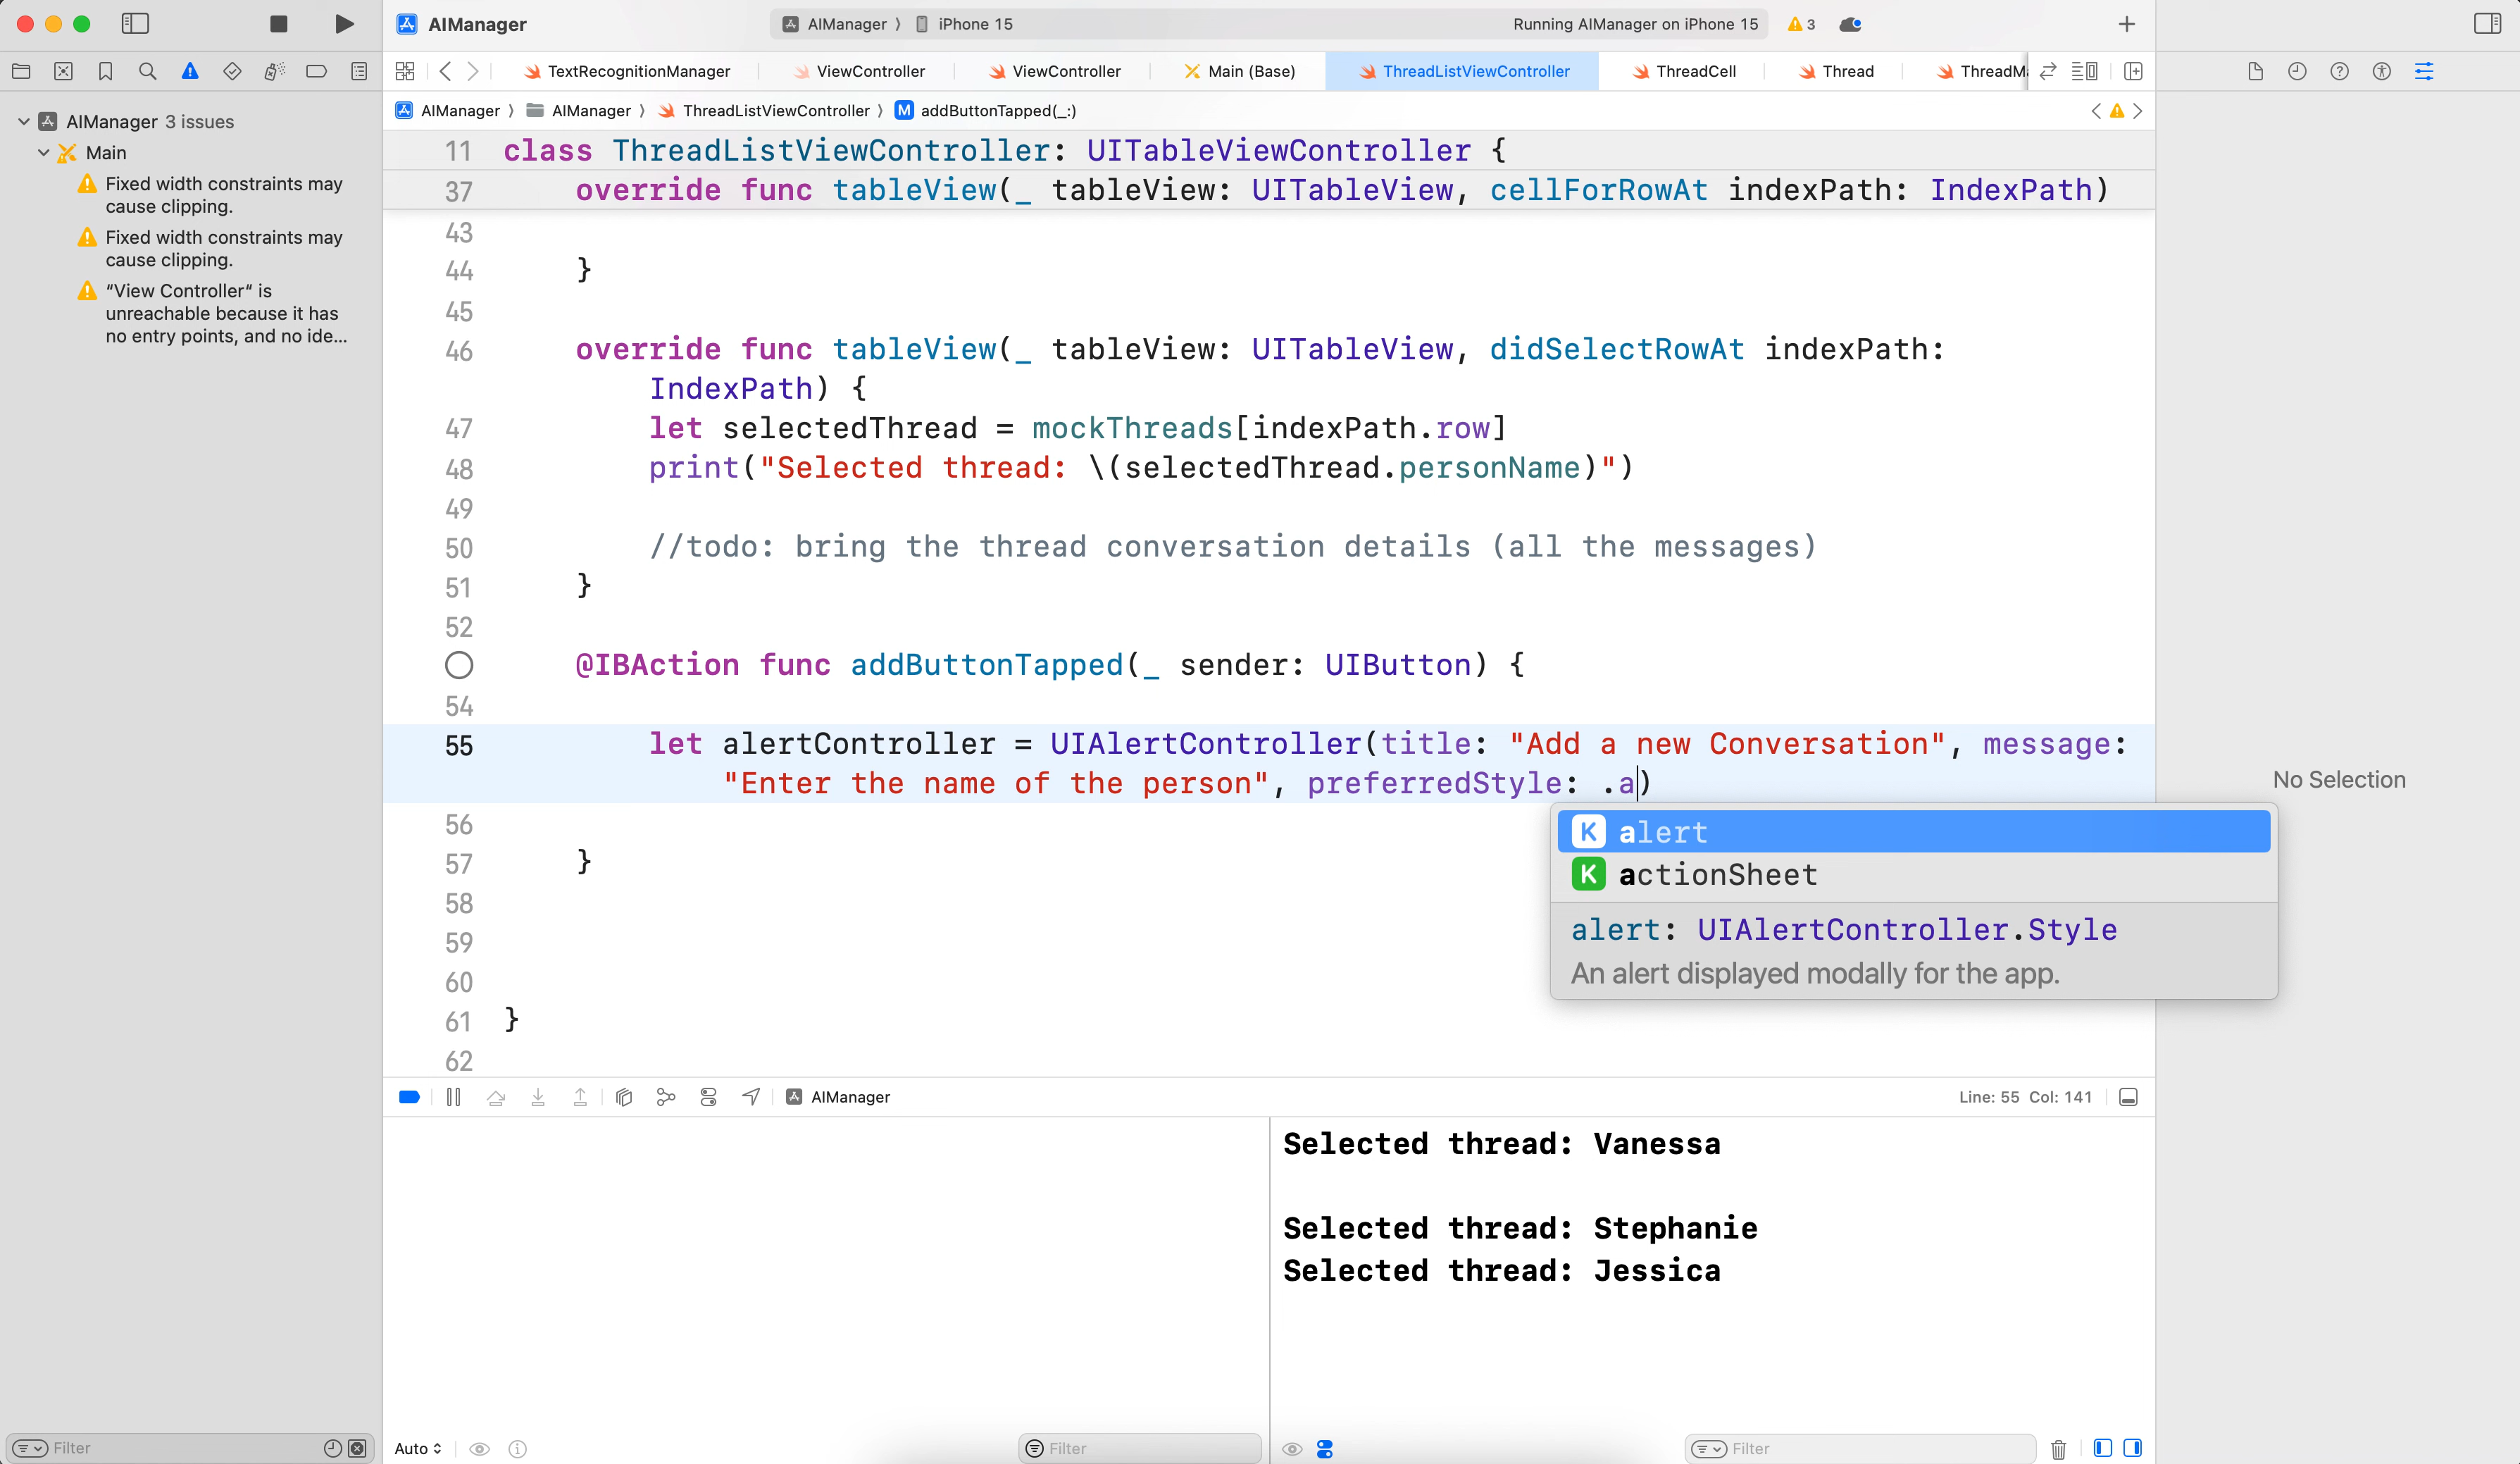 AIManager
AIManager 〉 iPhone 15
Running AIManager on iPhone 15
3
TextRecognitionManager
ViewController
ViewController
Main (Base)
ThreadListViewController
ThreadCell
Thread
ThreadMa
AIManager 3 issues
Main
Fixed width constraints may
cause clipping.
Fixed width constraints may
cause clipping.
“View Controller“ is
unreachable because it has
no entry points, and no ide...
AIManager 〉 AIManager 〉 ThreadListViewController 〉 M addButtonTapped(_:)
11 class ThreadListViewController: UITableViewController {
37 override func tableView(_ tableView: UITableView, cellForRowAt indexPath: IndexPath)
43
44 }
45
46 override func tableView(_ tableView: UITableView, didSelectRowAt indexPath:
IndexPath) {
47 let selectedThread = mockThreads[indexPath.row]
48 print("Selected thread: \(selectedThread.personName)")
49
50 //todo: bring the thread conversation details (all the messages)
51 }
52
@IBAction func addButtonTapped(_ sender: UIButton) {
54
55 let alertController = UIAlertController(title: "Add a new Conversation", message:
"Enter the name of the person", preferredStyle: .a)
56
57 }
58
59
60
61 }
62
K alert
K actionSheet
alert: UIAlertController.Style
An alert displayed modally for the app.
No Selection
AIManager
Line: 55 Col: 141
Selected thread: Vanessa
Selected thread: Stephanie
Selected thread: Jessica
Filter
Auto
Filter
Filter